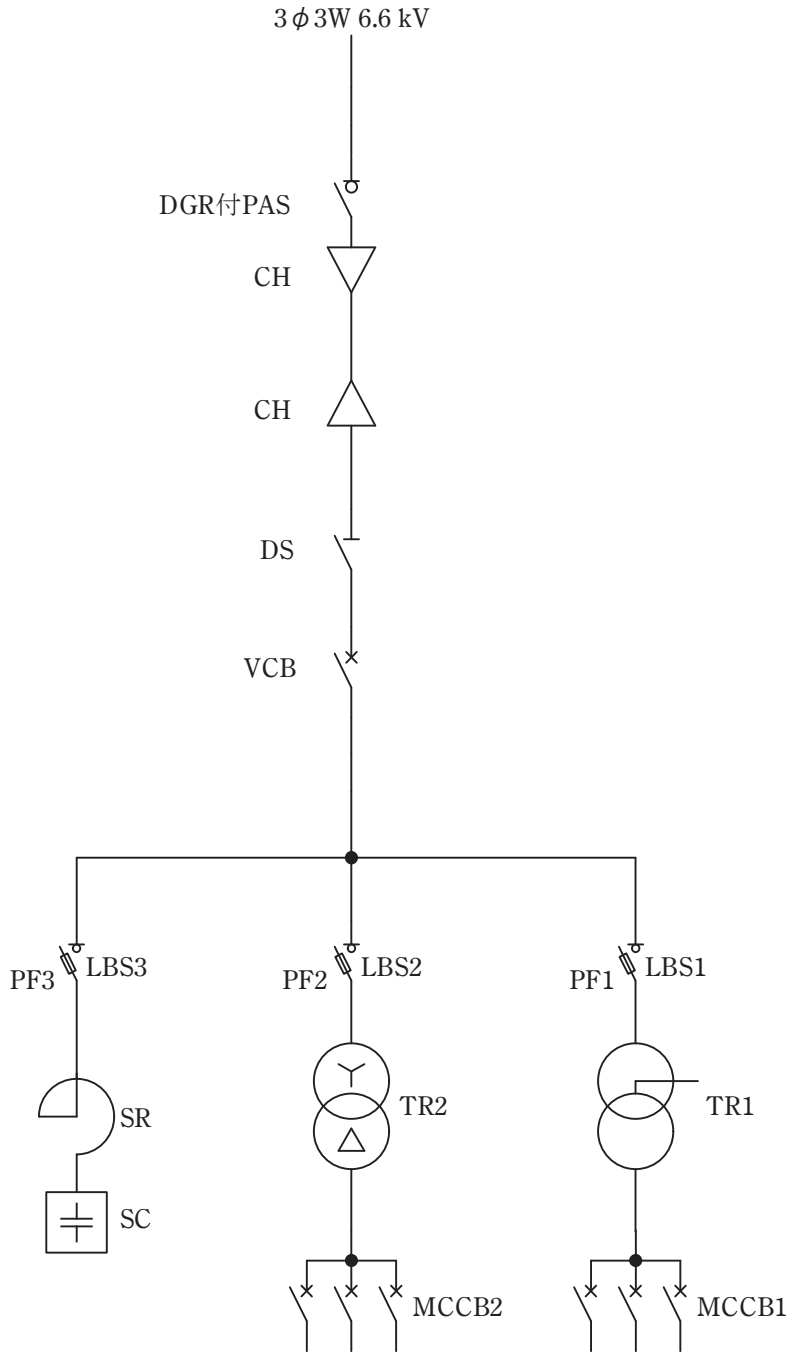 3φ3W 6.6 kV
DGR付PAS
CH
CH
DS
VCB
PF3 LBS3
PF2 LBS2
PF1 LBS1
SR
TR2
TR1
SC
MCCB2
MCCB1